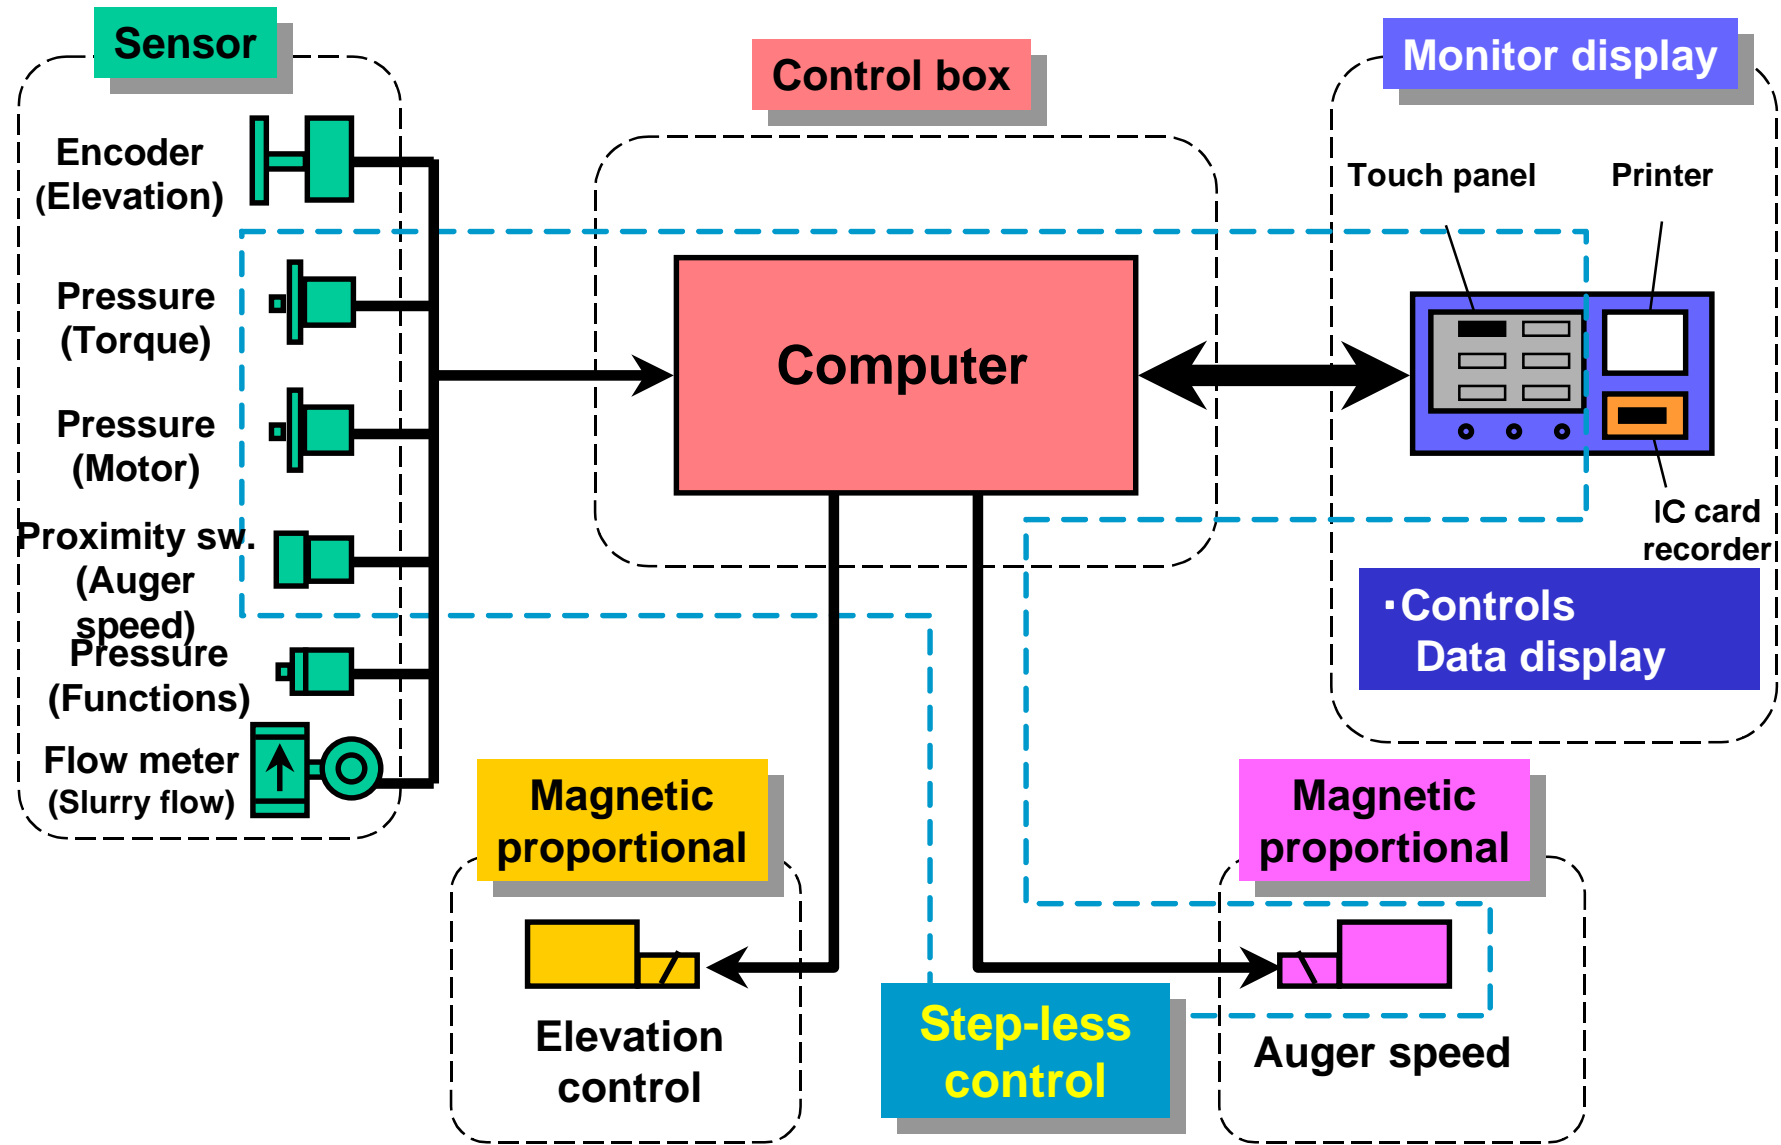 Sensor
Encoder
(Elevation)
Pressure
(Torque)
Pressure
(Motor)
Proximity sw.
(Auger
speed)
Pressure
(Functions)
Flow meter
(Slurry flow)
Control box
Computer
Monitor display
Touch panel
Printer
IC card
recorder
・Controls
Data display
Magnetic
proportional
Elevation
control
Step-less
control
Magnetic
proportional
Auger speed